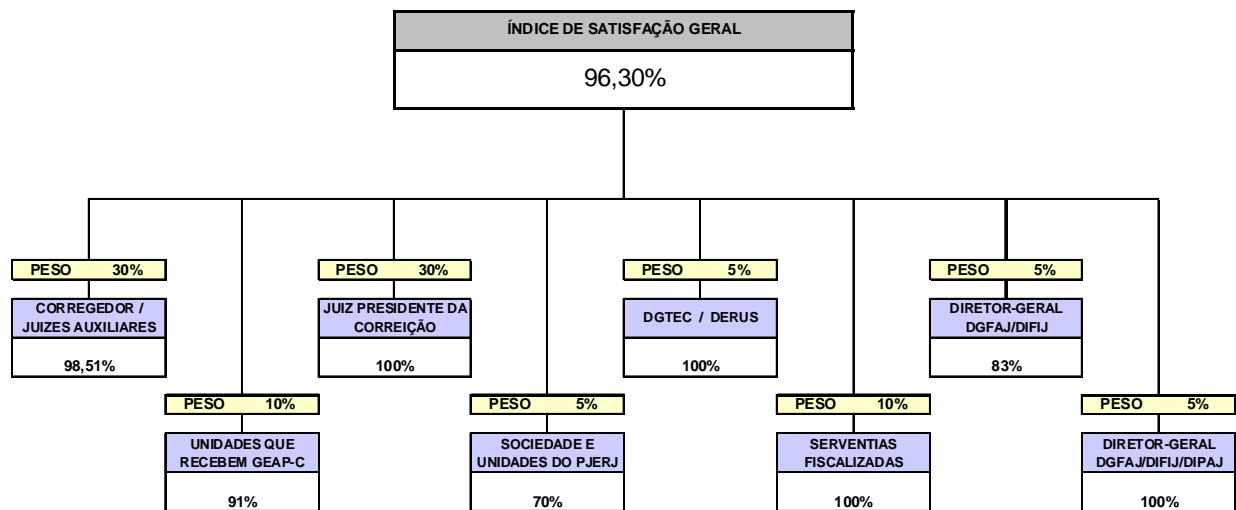 ÍNDICE DE SATISFAÇÃO GERAL
96,30%
PESO 30%
CORREGEDOR /
JUIZES AUXILIARES
98,51%
PESO 30%
JUIZ PRESIDENTE DA
CORREIÇÃO
100%
PESO 5%
DGTEC / DERUS
100%
PESO 5%
DIRETOR-GERAL
DGFAJ/DIFIJ
83%
PESO 10%
UNIDADES QUE
RECEBEM GEAP-C
91%
PESO 5%
SOCIEDADE E
UNIDADES DO PJERJ
70%
PESO 10%
SERVENTIAS
FISCALIZADAS
100%
PESO 5%
DIRETOR-GERAL
DGFAJ/DIFIJ/DIPAJ
100%